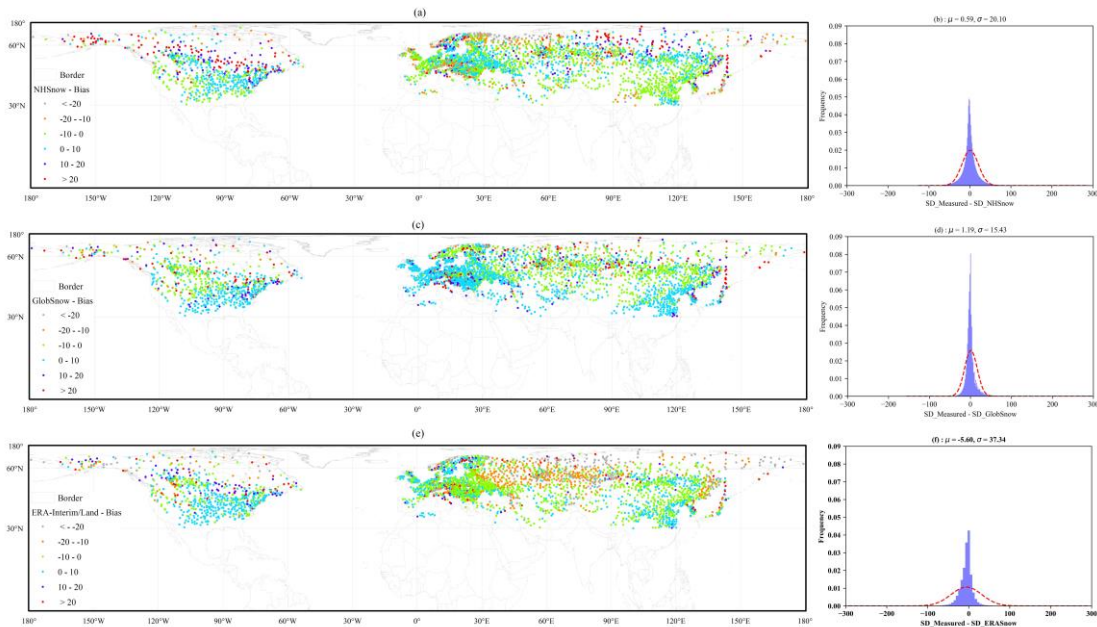 (a)
180°
60°N
30°N
Border
NHSnow - Bias
< -20
-20 - -10
-10 - 0
0 - 10
10 - 20
> 20
180° 150°W 120°W 90°W 60°W 30°W 0° 30°E 60°E 90°E 120°E 150°E 180°
(b) : μ = 0.59, σ = 20.10
Frequency
0.09
0.08
0.07
0.06
0.05
0.04
0.03
0.02
0.01
0.00
−300 −200 −100 0 100 200 300
SD_Measured - SD_NHSnow
(c)
180°
60°N
30°N
Border
GlobSnow - Bias
< -20
-20 - -10
-10 - 0
0 - 10
10 - 20
> 20
180° 150°W 120°W 90°W 60°W 30°W 0° 30°E 60°E 90°E 120°E 150°E 180°
(d) : μ = 1.19, σ = 15.43
Frequency
0.09
0.08
0.07
0.06
0.05
0.04
0.03
0.02
0.01
0.00
−300 −200 −100 0 100 200 300
SD_Measured - SD_GlobSnow
(e)
180°
60°N
30°N
Border
ERA-Interim/Land - Bias
< - -20
-20 - -10
-10 - 0
0 - 10
10 - 20
> 20
180° 150°W 120°W 90°W 60°W 30°W 0° 30°E 60°E 90°E 120°E 150°E 180°
(f) : μ = -5.60, σ = 37.34
Frequency
0.09
0.08
0.07
0.06
0.05
0.04
0.03
0.02
0.01
0.00
−300 −200 −100 0 100 200 300
SD_Measured - SD_ERASnow